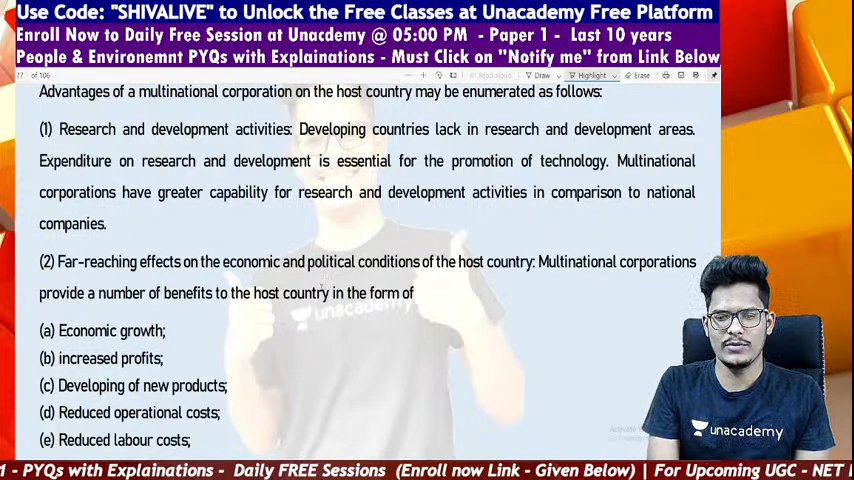 Use Code: "SHIVALIVE" to Unlock the Free Classes at Unacademy Free Platform
Enroll Now to Daily Free Session at Unacdemy @ 05:00 PM - Paper 1 - Last 10 years
People & Environemnt PYQs with Explainations - Must Click on "Notify me" from Link Below
77 of 106 Read aloud Draw Highlight Erase
Advantages of a multinational corporation on the host country may be enumerated as follows:
(1) Research and development activities: Developing countries lack in research and development areas.
Expenditure on research and development is essential for the promotion of technology. Multinational
corporations have greater capability for research and development activities in comparison to national
companies.
(2) Far-reaching effects on the economic and political conditions of the host country: Multinational corporations
provide a number of benefits to the host country in the form of
unacademy
(a) Economic growth;
(b) increased profits;
(c) Developing of new products;
(d) Reduced operational costs;
(e) Reduced labour costs;
unacademy
1 - PYQs with Explainations - Daily FREE Sessions (Enroll now Link - Given Below) | For Upcoming UGC - NET